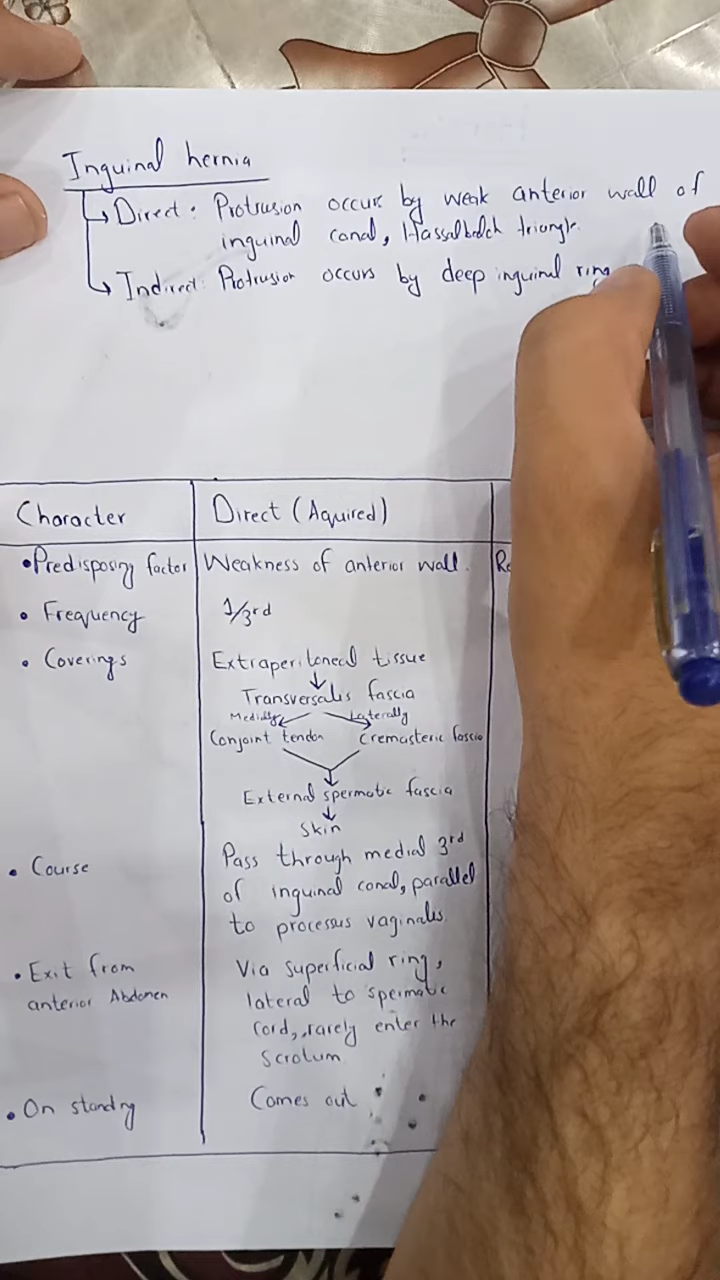 Inguinal hernia
Direct: Protrusion occur by weak anterior wall of
inguinal canal, Hassalbalch triangle.
Indirect: Protrusion occurs by deep inguinal ring
Character
Direct (Aquired)
• Predisposing factor
Weakness of anterior wall.
• Frequency
1/3rd
• Coverings
Extraperitoneal tissue
Transversalis fascia
Medially
Laterally
Conjoint tendon
Cremasteric fascia
External spermatic fascia
Skin
• Course
Pass through medial 3rd
of inguinal canal, parallel
to processus vaginalis.
• Exit from
anterior Abdomen
Via superficial ring,
lateral to spermatic
cord, rarely enter the
scrotum
• On standing
Comes out